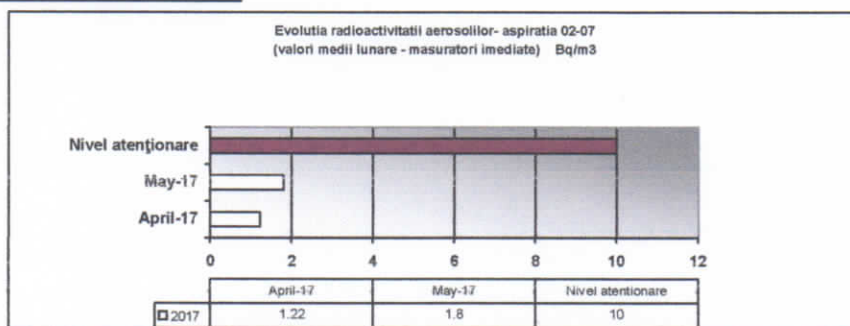 Evolutia radioactivitatii aerosolilor- aspiratia 02-07
(valori medii lunare - masuratori imediate) Bq/m3
Nivel atenţionare
May-17
April-17
0 2 4 6 8 10 12
April-17 May-17 Nivel atentionare
2017 1.22 1.8 10